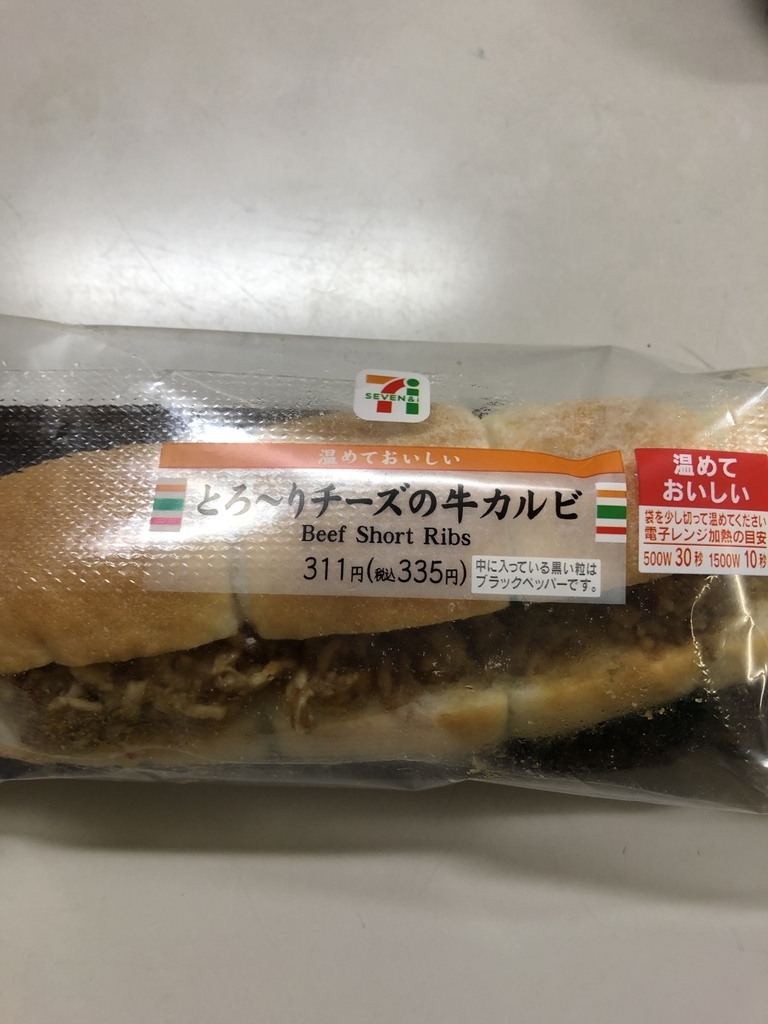 SEVEN&i
温めておいしい
とろ〜りチーズの牛カルビ
Beef Short Ribs
311円(税込335円)
中に入っている黒い粒は
ブラックペッパーです。
温めて
おいしい
袋を少し切って温めてください
電子レンジ加熱の目安
500W 30秒 1500W 10秒